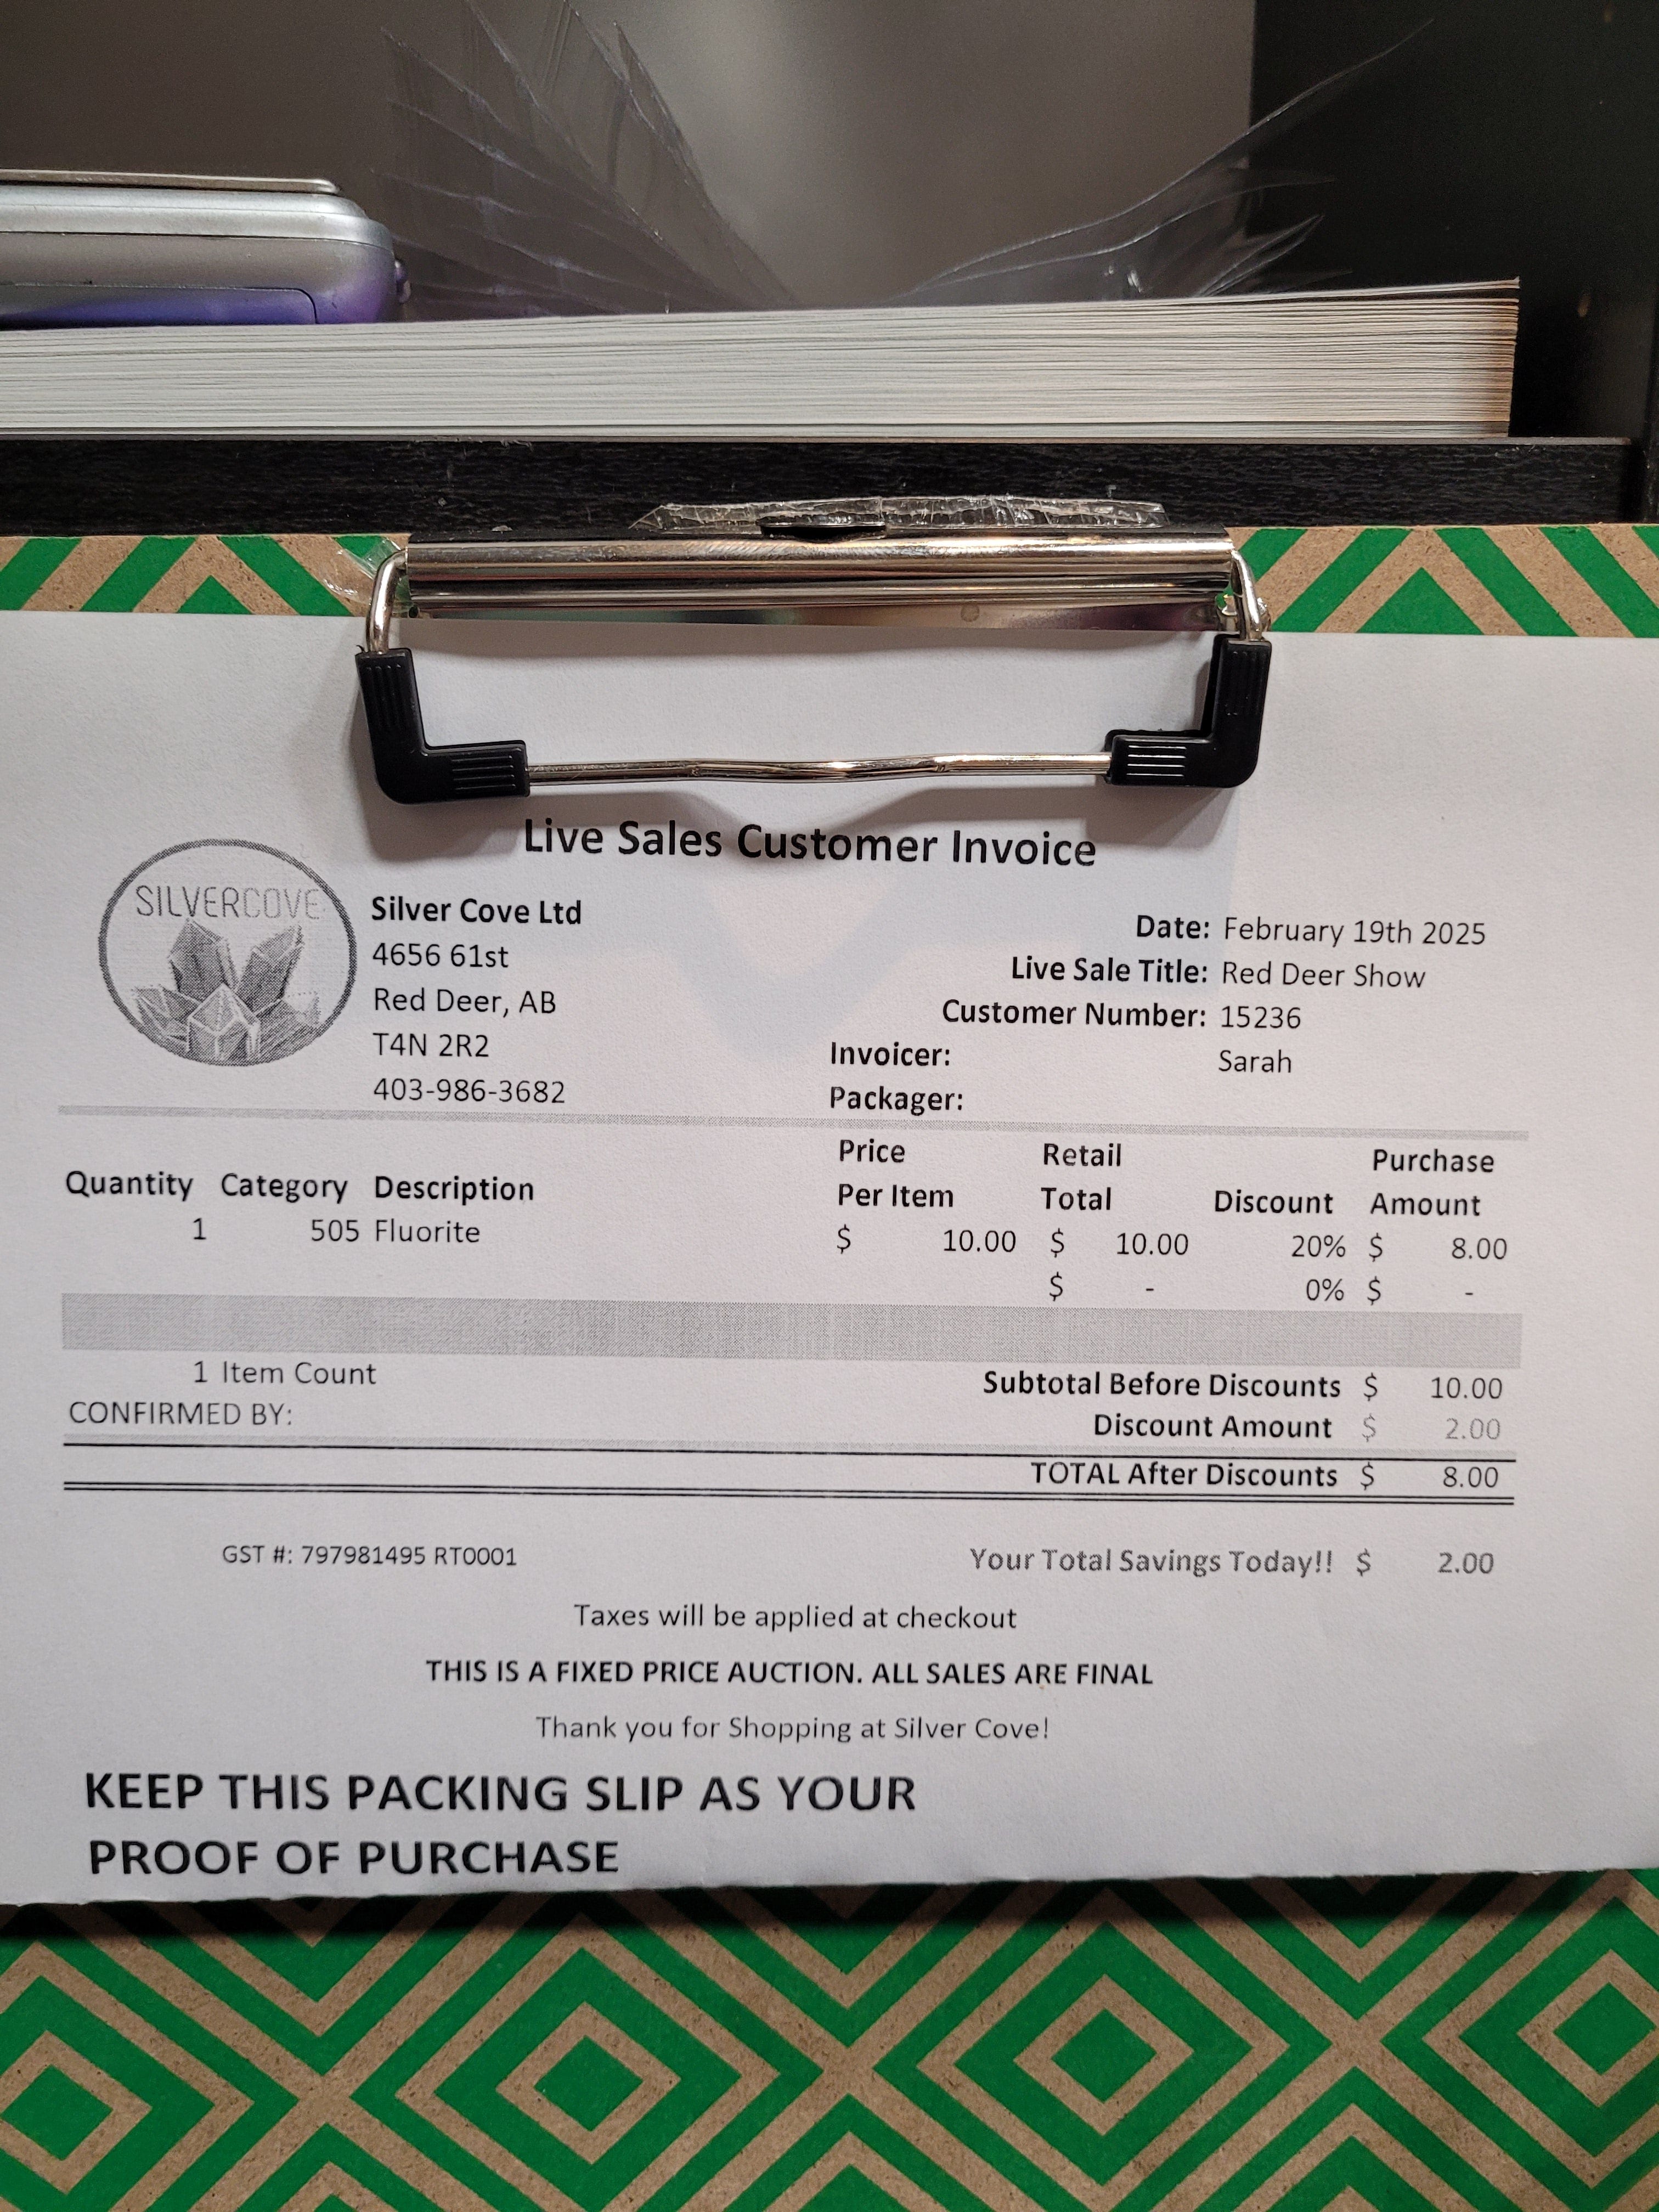 Live Sales Customer Invoice
SILVERCOVE
Silver Cove Ltd
4656 61st
Red Deer, AB
T4N 2R2
403-986-3682
Date: February 19th 2025
Live Sale Title: Red Deer Show
Customer Number: 15236
Invoicer: Sarah
Packager:
Quantity Category Description Price Per Item Retail Total Discount Purchase Amount
1 505 Fluorite $ 10.00 $ 10.00 20% $ 8.00
$ - 0% $ -
1 Item Count
Subtotal Before Discounts $ 10.00
CONFIRMED BY:
Discount Amount $ 2.00
TOTAL After Discounts $ 8.00
GST #: 797981495 RT0001
Your Total Savings Today!! $ 2.00
Taxes will be applied at checkout
THIS IS A FIXED PRICE AUCTION. ALL SALES ARE FINAL
Thank you for Shopping at Silver Cove!
KEEP THIS PACKING SLIP AS YOUR
PROOF OF PURCHASE